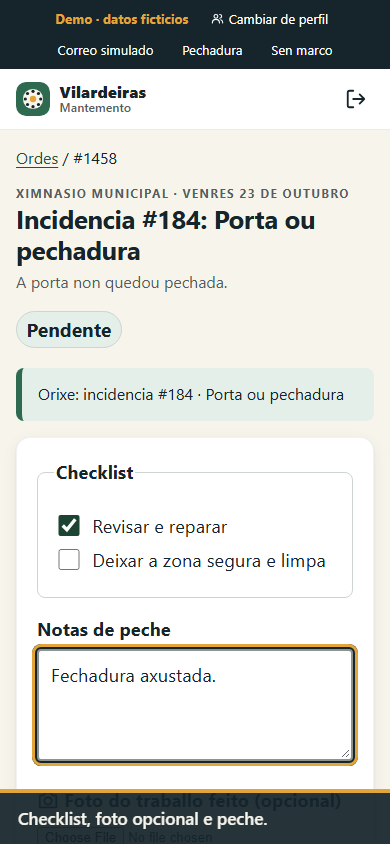 Demo · datos ficticios Cambiar de perfil
Correo simulado Pechadura Sen marco
Vilardeiras
Mantemento
Ordes / #1458
XIMNASIO MUNICIPAL · VENRES 23 DE OUTUBRO
Incidencia #184: Porta ou
pechadura
A porta non quedou pechada.
Pendente
Orixe: incidencia #184 · Porta ou pechadura
Checklist
Revisar e reparar
Deixar a zona segura e limpa
Notas de peche
Fechadura axustada.
Foto do traballo feito (opcional)
Checklist, foto opcional e peche.
Choose File No file chosen